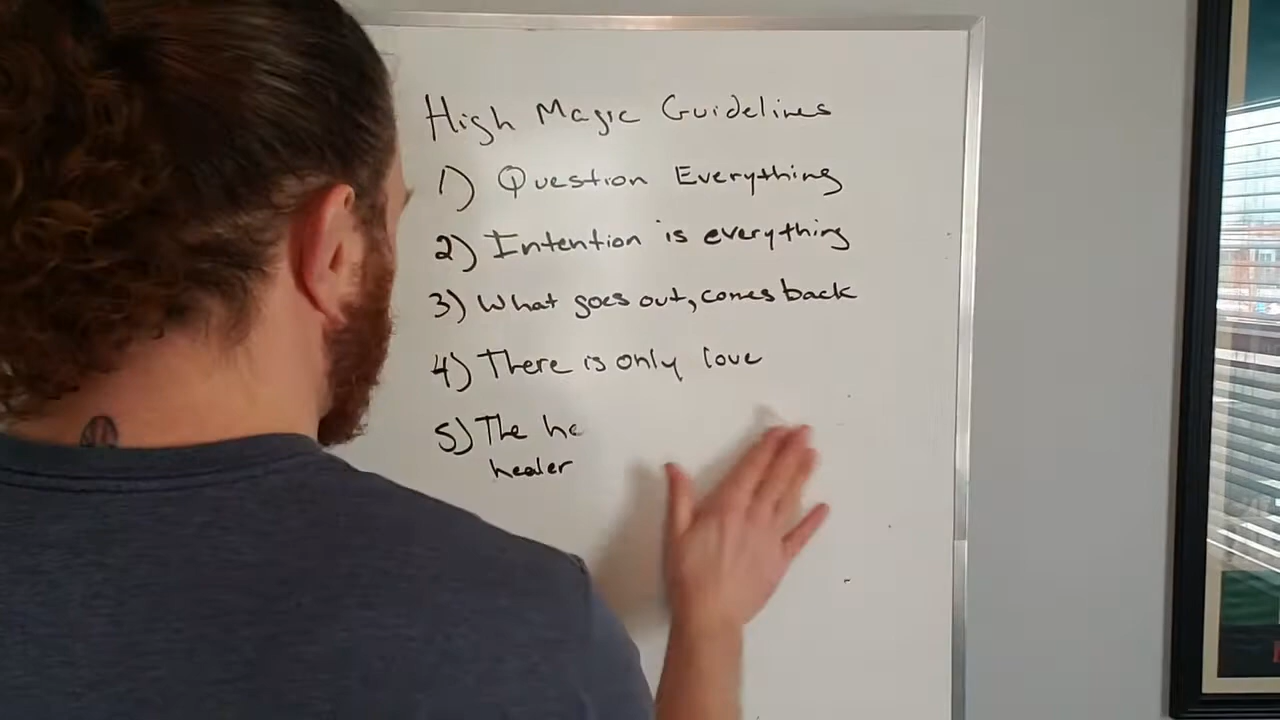 High Magic Guidelines
1) Question Everything
2) Intention is everything
3) What goes out, comes back
4) There is only love
5) The
healer